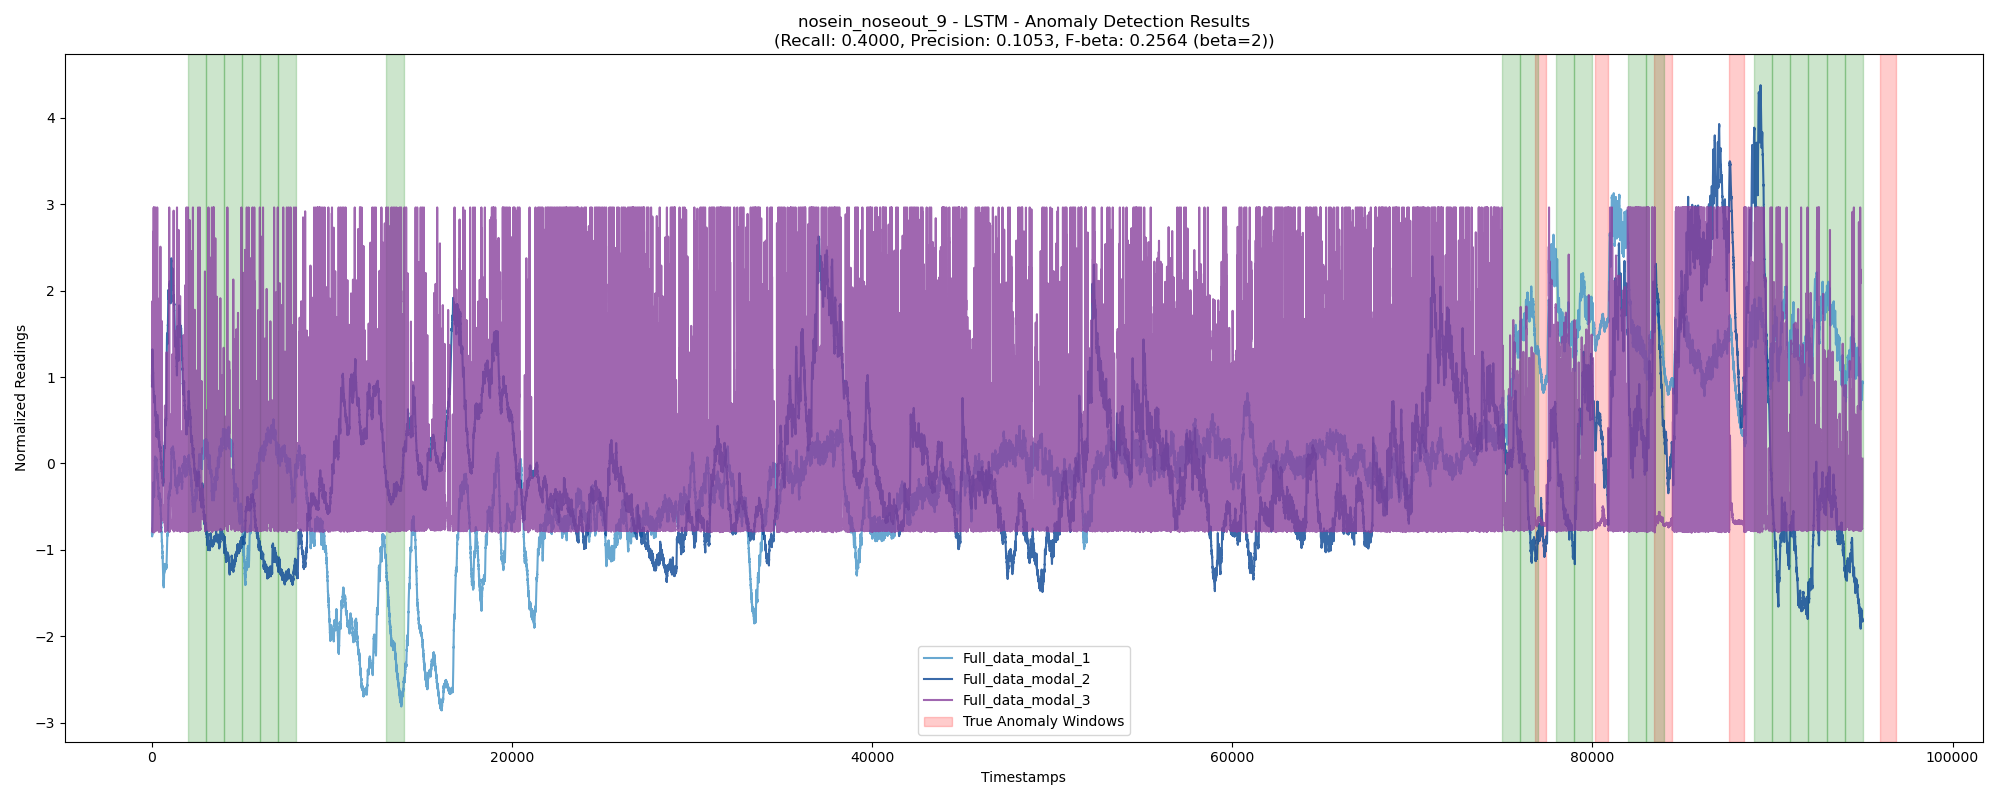 nosein_noseout_9 - LSTM - Anomaly Detection Results
(Recall: 0.4000, Precision: 0.1053, F-beta: 0.2564 (beta=2))
Normalized Readings
4
3
2
1
0
−1
−2
−3
Full_data_modal_1
Full_data_modal_2
Full_data_modal_3
True Anomaly Windows
0
20000
40000
60000
80000
100000
Timestamps